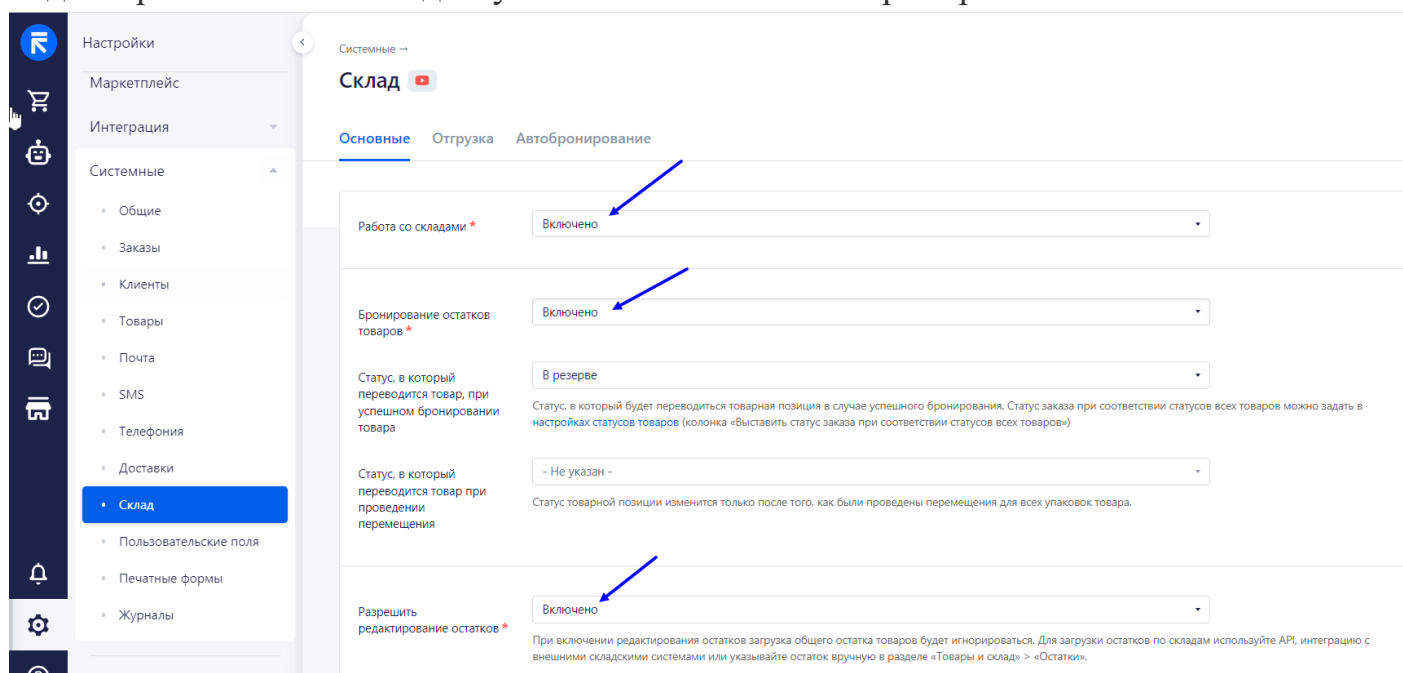 Настройки
Маркетплейс
Интеграция
Системные
Общие
Заказы
Клиенты
Товары
Почта
SMS
Телефония
Доставки
Склад
Пользовательские поля
Печатные формы
Журналы
Системные →
Склад
Основные Отгрузка Автобронирование
Работа со складами * Включено
Бронирование остатков
товаров *
Включено
Статус, в который
переводится товар, при
успешном бронировании
товара
В резерве
Статус, в который будет переводиться товарная позиция в случае успешного бронирования. Статус заказа при соответствии статусов всех товаров можно задать в
настройках статусов товаров (колонка «Выставить статус заказа при соответствии статусов всех товаров»)
Статус, в который
переводится товар при
проведении
перемещения
- Не указан -
Статус товарной позиции изменится только после того, как были проведены перемещения для всех упаковок товара.
Разрешить
редактирование остатков *
Включено
При включении редактирования остатков загрузка общего остатка товаров будет игнорироваться. Для загрузки остатков по складам используйте API, интеграцию с
внешними складскими системами или указывайте остаток вручную в разделе «Товары и склад» > «Остатки».